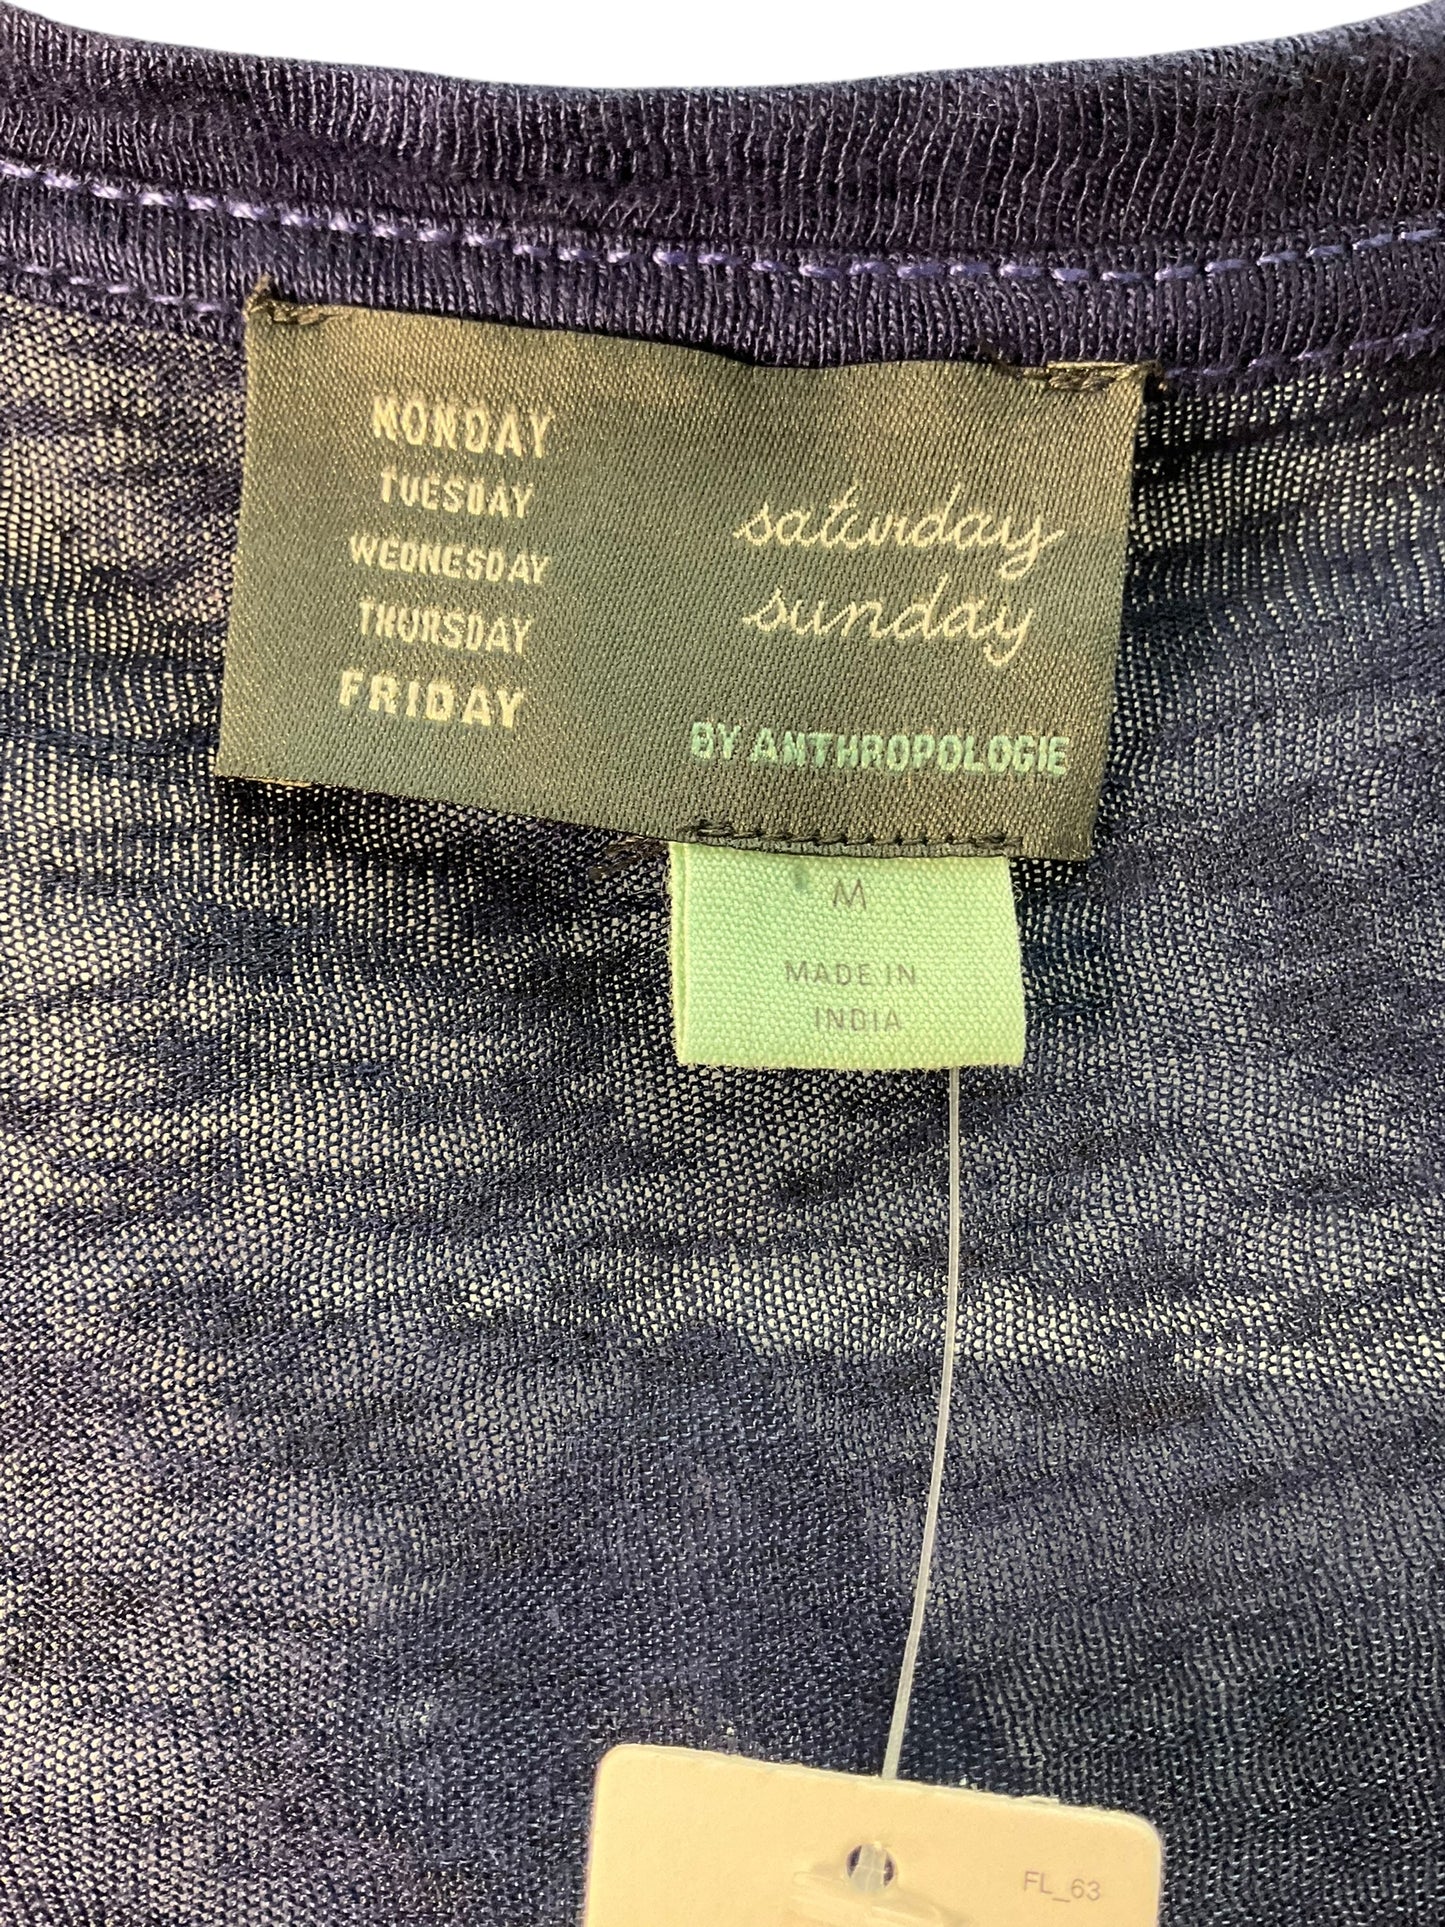 MONDAY
TUESDAY
WEDNESDAY
THURSDAY
FRIDAY
saturday
sunday
BY ANTHROPOLOGIE
M
MADE IN
INDIA
FL_63